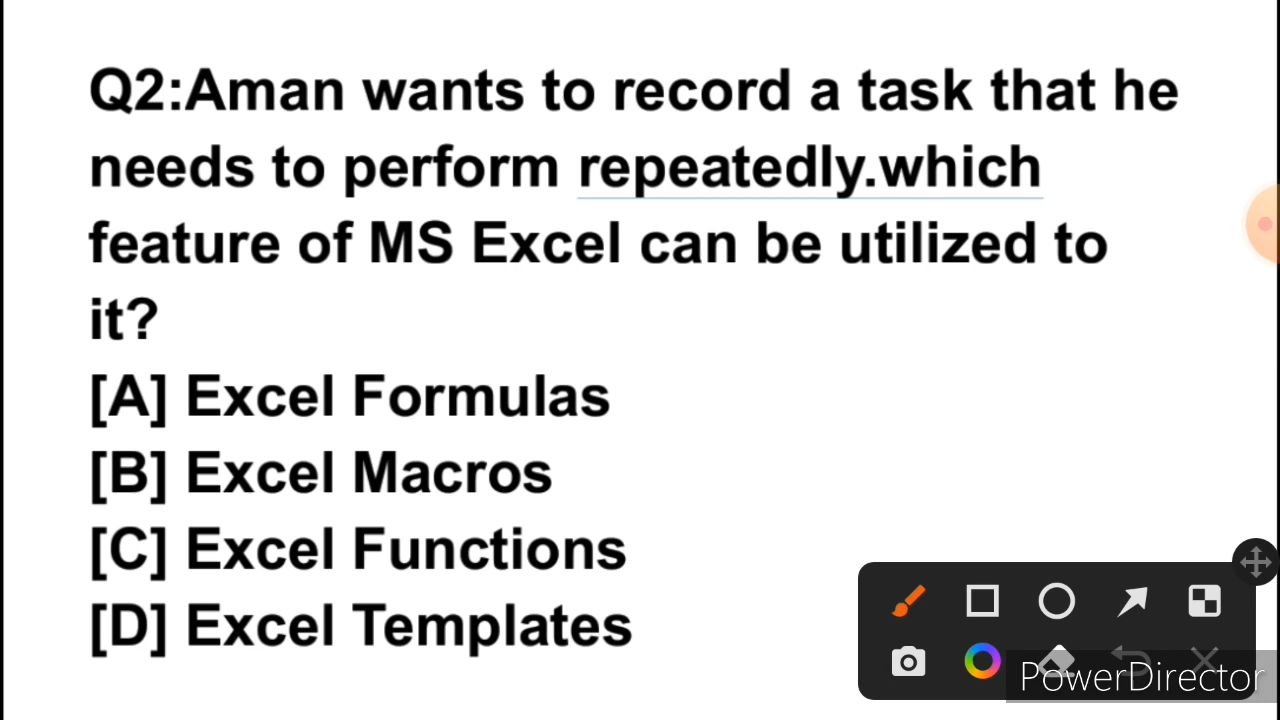 Q2:Aman wants to record a task that he
needs to perform repeatedly.which
feature of MS Excel can be utilized to
it?
[A] Excel Formulas
[B] Excel Macros
[C] Excel Functions
[D] Excel Templates
PowerDirector